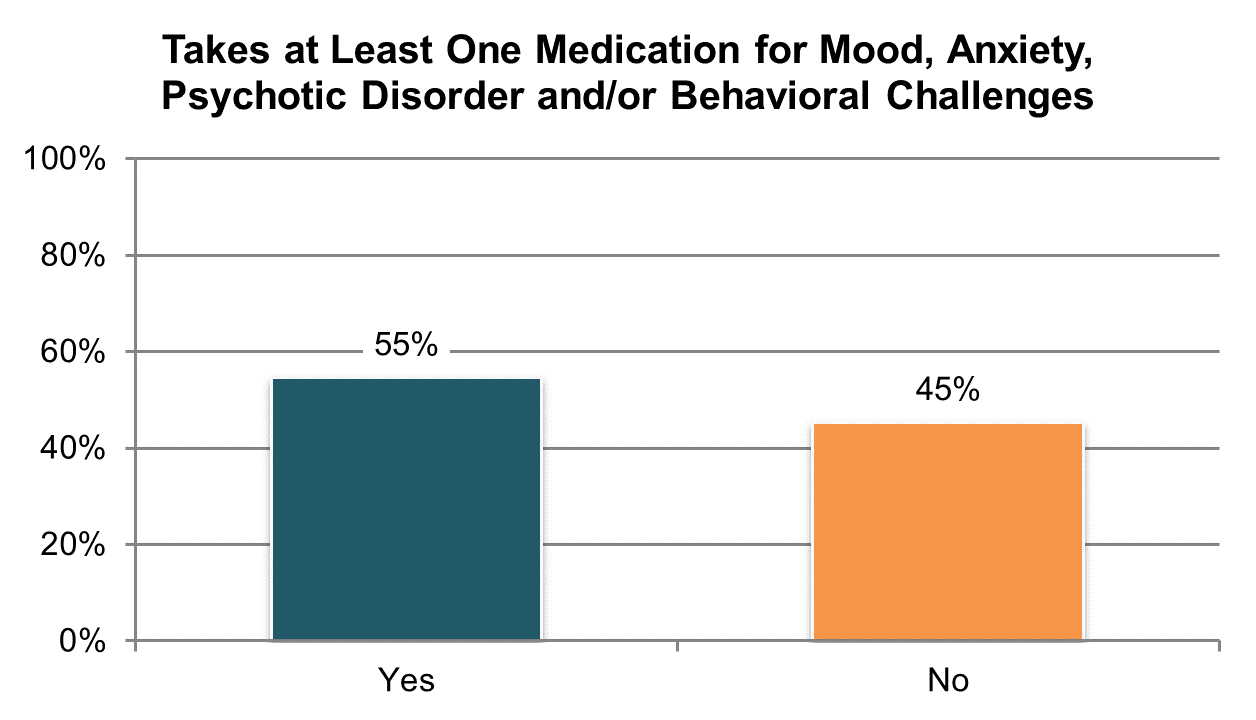 Takes at Least One Medication for Mood, Anxiety,
Psychotic Disorder and/or Behavioral Challenges
100%
80%
60%
40%
20%
0%
55%
45%
Yes
No